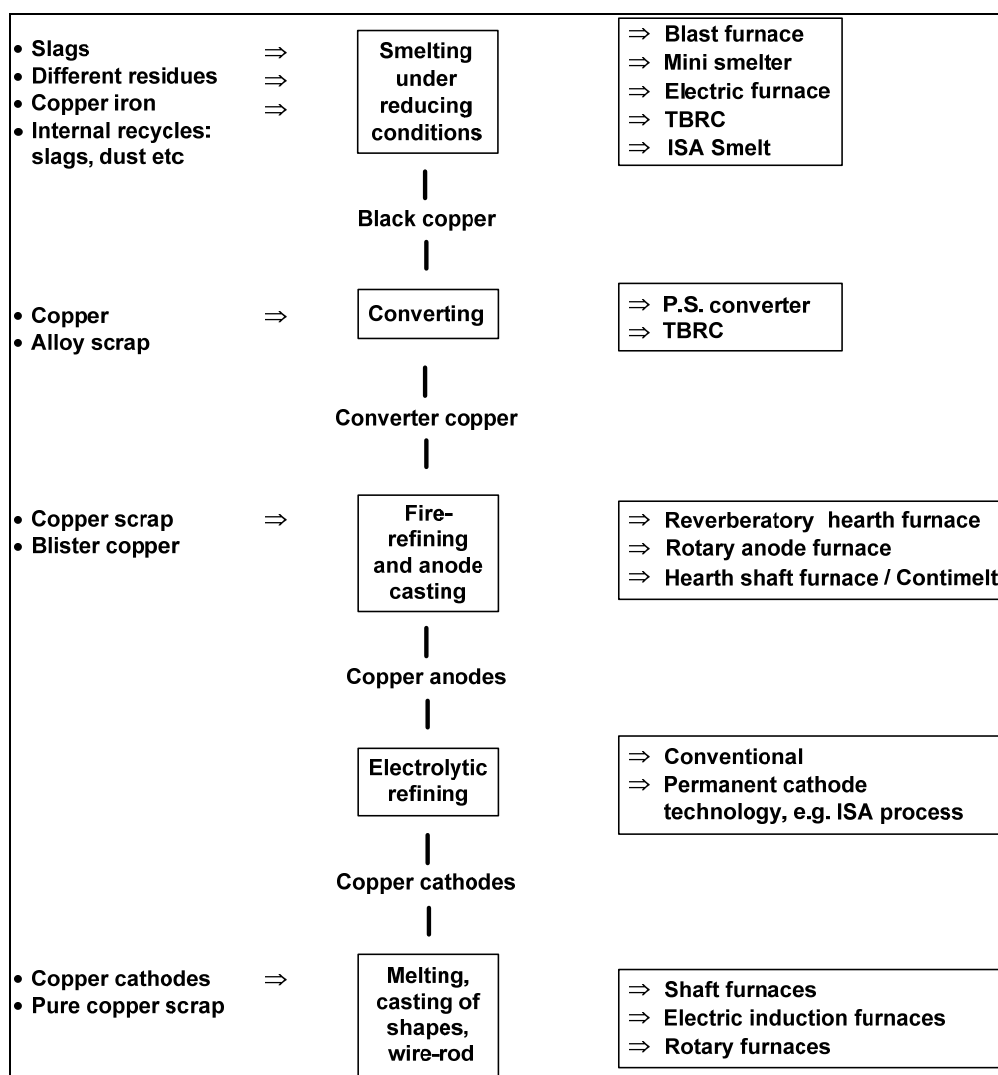 • Slags ⇒
• Different residues ⇒
• Copper iron ⇒
• Internal recycles:
slags, dust etc
Smelting
under
reducing
conditions
⇒ Blast furnace
⇒ Mini smelter
⇒ Electric furnace
⇒ TBRC
⇒ ISA Smelt
Black copper
• Copper ⇒
• Alloy scrap
Converting
⇒ P.S. converter
⇒ TBRC
Converter copper
• Copper scrap ⇒
• Blister copper
Fire-
refining
and anode
casting
⇒ Reverberatory hearth furnace
⇒ Rotary anode furnace
⇒ Hearth shaft furnace / Contimelt
Copper anodes
Electrolytic
refining
⇒ Conventional
⇒ Permanent cathode
technology, e.g. ISA process
Copper cathodes
• Copper cathodes ⇒
• Pure copper scrap
Melting,
casting of
shapes,
wire-rod
⇒ Shaft furnaces
⇒ Electric induction furnaces
⇒ Rotary furnaces